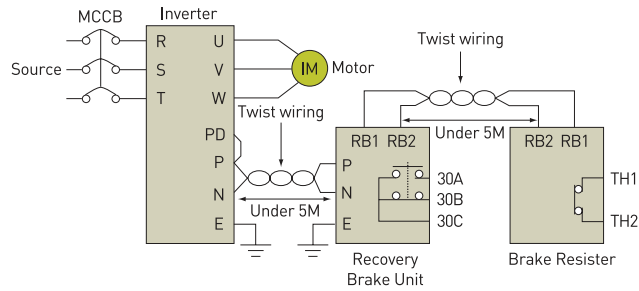 MCCB
Inverter
Source
R
S
T
U
V
W
IM
Motor
PD
P
N
E
Twist wiring
Under 5M
Twist wiring
Under 5M
RB1
RB2
P
N
E
30A
30B
30C
Recovery
Brake Unit
RB2
RB1
TH1
TH2
Brake Resister